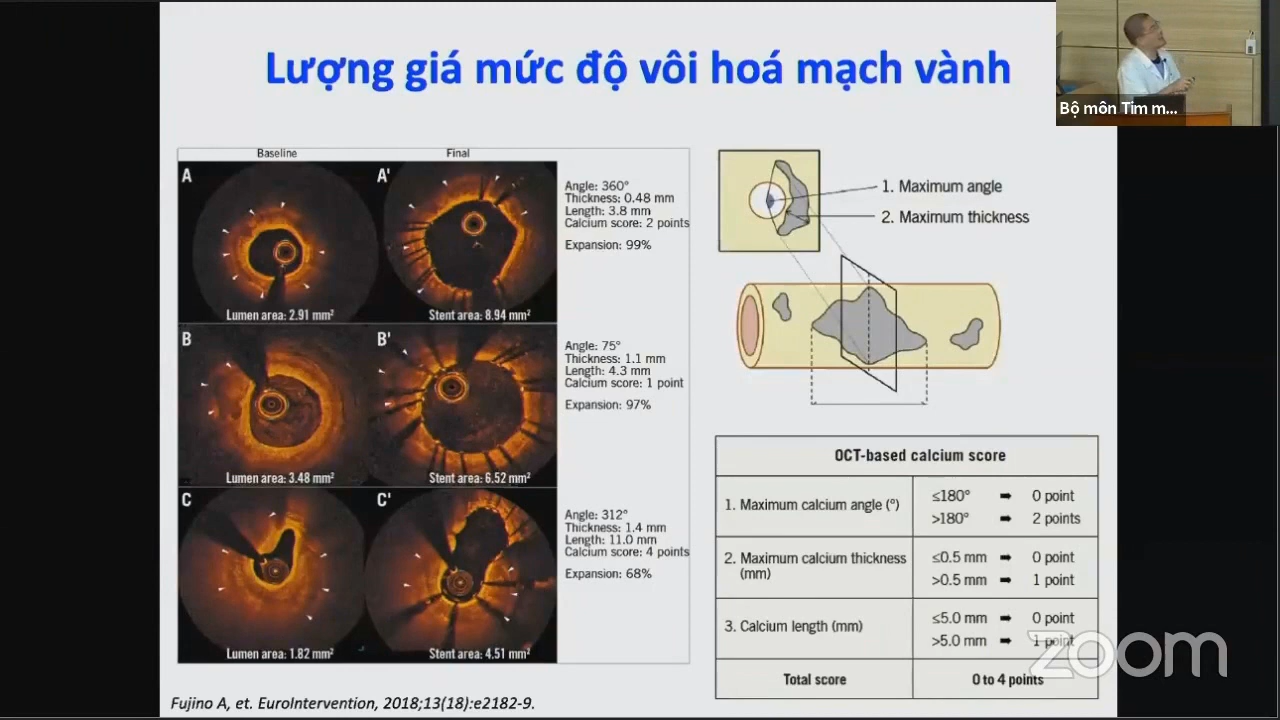 Lượng giá mức độ vôi hoá mạch vành
Bộ môn Tim m...
Baseline
Final
A
A'
Angle: 360°
Thickness: 0.48 mm
Length: 3.8 mm
Calcium score: 2 points
Expansion: 99%
Lumen area: 2.91 mm²
Stent area: 8.94 mm²
B
B'
Angle: 75°
Thickness: 1.1 mm
Length: 4.3 mm
Calcium score: 1 point
Expansion: 97%
Lumen area: 3.48 mm²
Stent area: 6.52 mm²
C
C'
Angle: 312°
Thickness: 1.4 mm
Length: 11.0 mm
Calcium score: 4 points
Expansion: 68%
Lumen area: 1.82 mm²
Stent area: 4.51 mm²
Fujino A, et. EuroIntervention, 2018;13(18):e2182-9.
1. Maximum angle
2. Maximum thickness
OCT-based calcium score
1. Maximum calcium angle (°)
≤180° ➡ 0 point
>180° ➡ 2 points
2. Maximum calcium thickness
(mm)
≤0.5 mm ➡ 0 point
>0.5 mm ➡ 1 point
3. Calcium length (mm)
≤5.0 mm ➡ 0 point
>5.0 mm ➡ 1 point
Total score
0 to 4 points
zoom